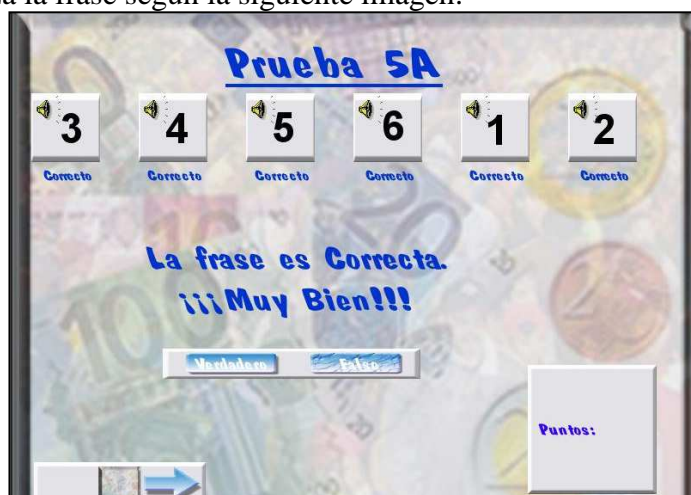 la la frase según la siguiente imagen:
Prueba 5A
3 4 5 6 1 2
Correcto Correcto Correcto Correcto Correcto Correcto
La frase es Correcta.
¡¡¡Muy Bien!!!
Verdadero Falso
Puntos: